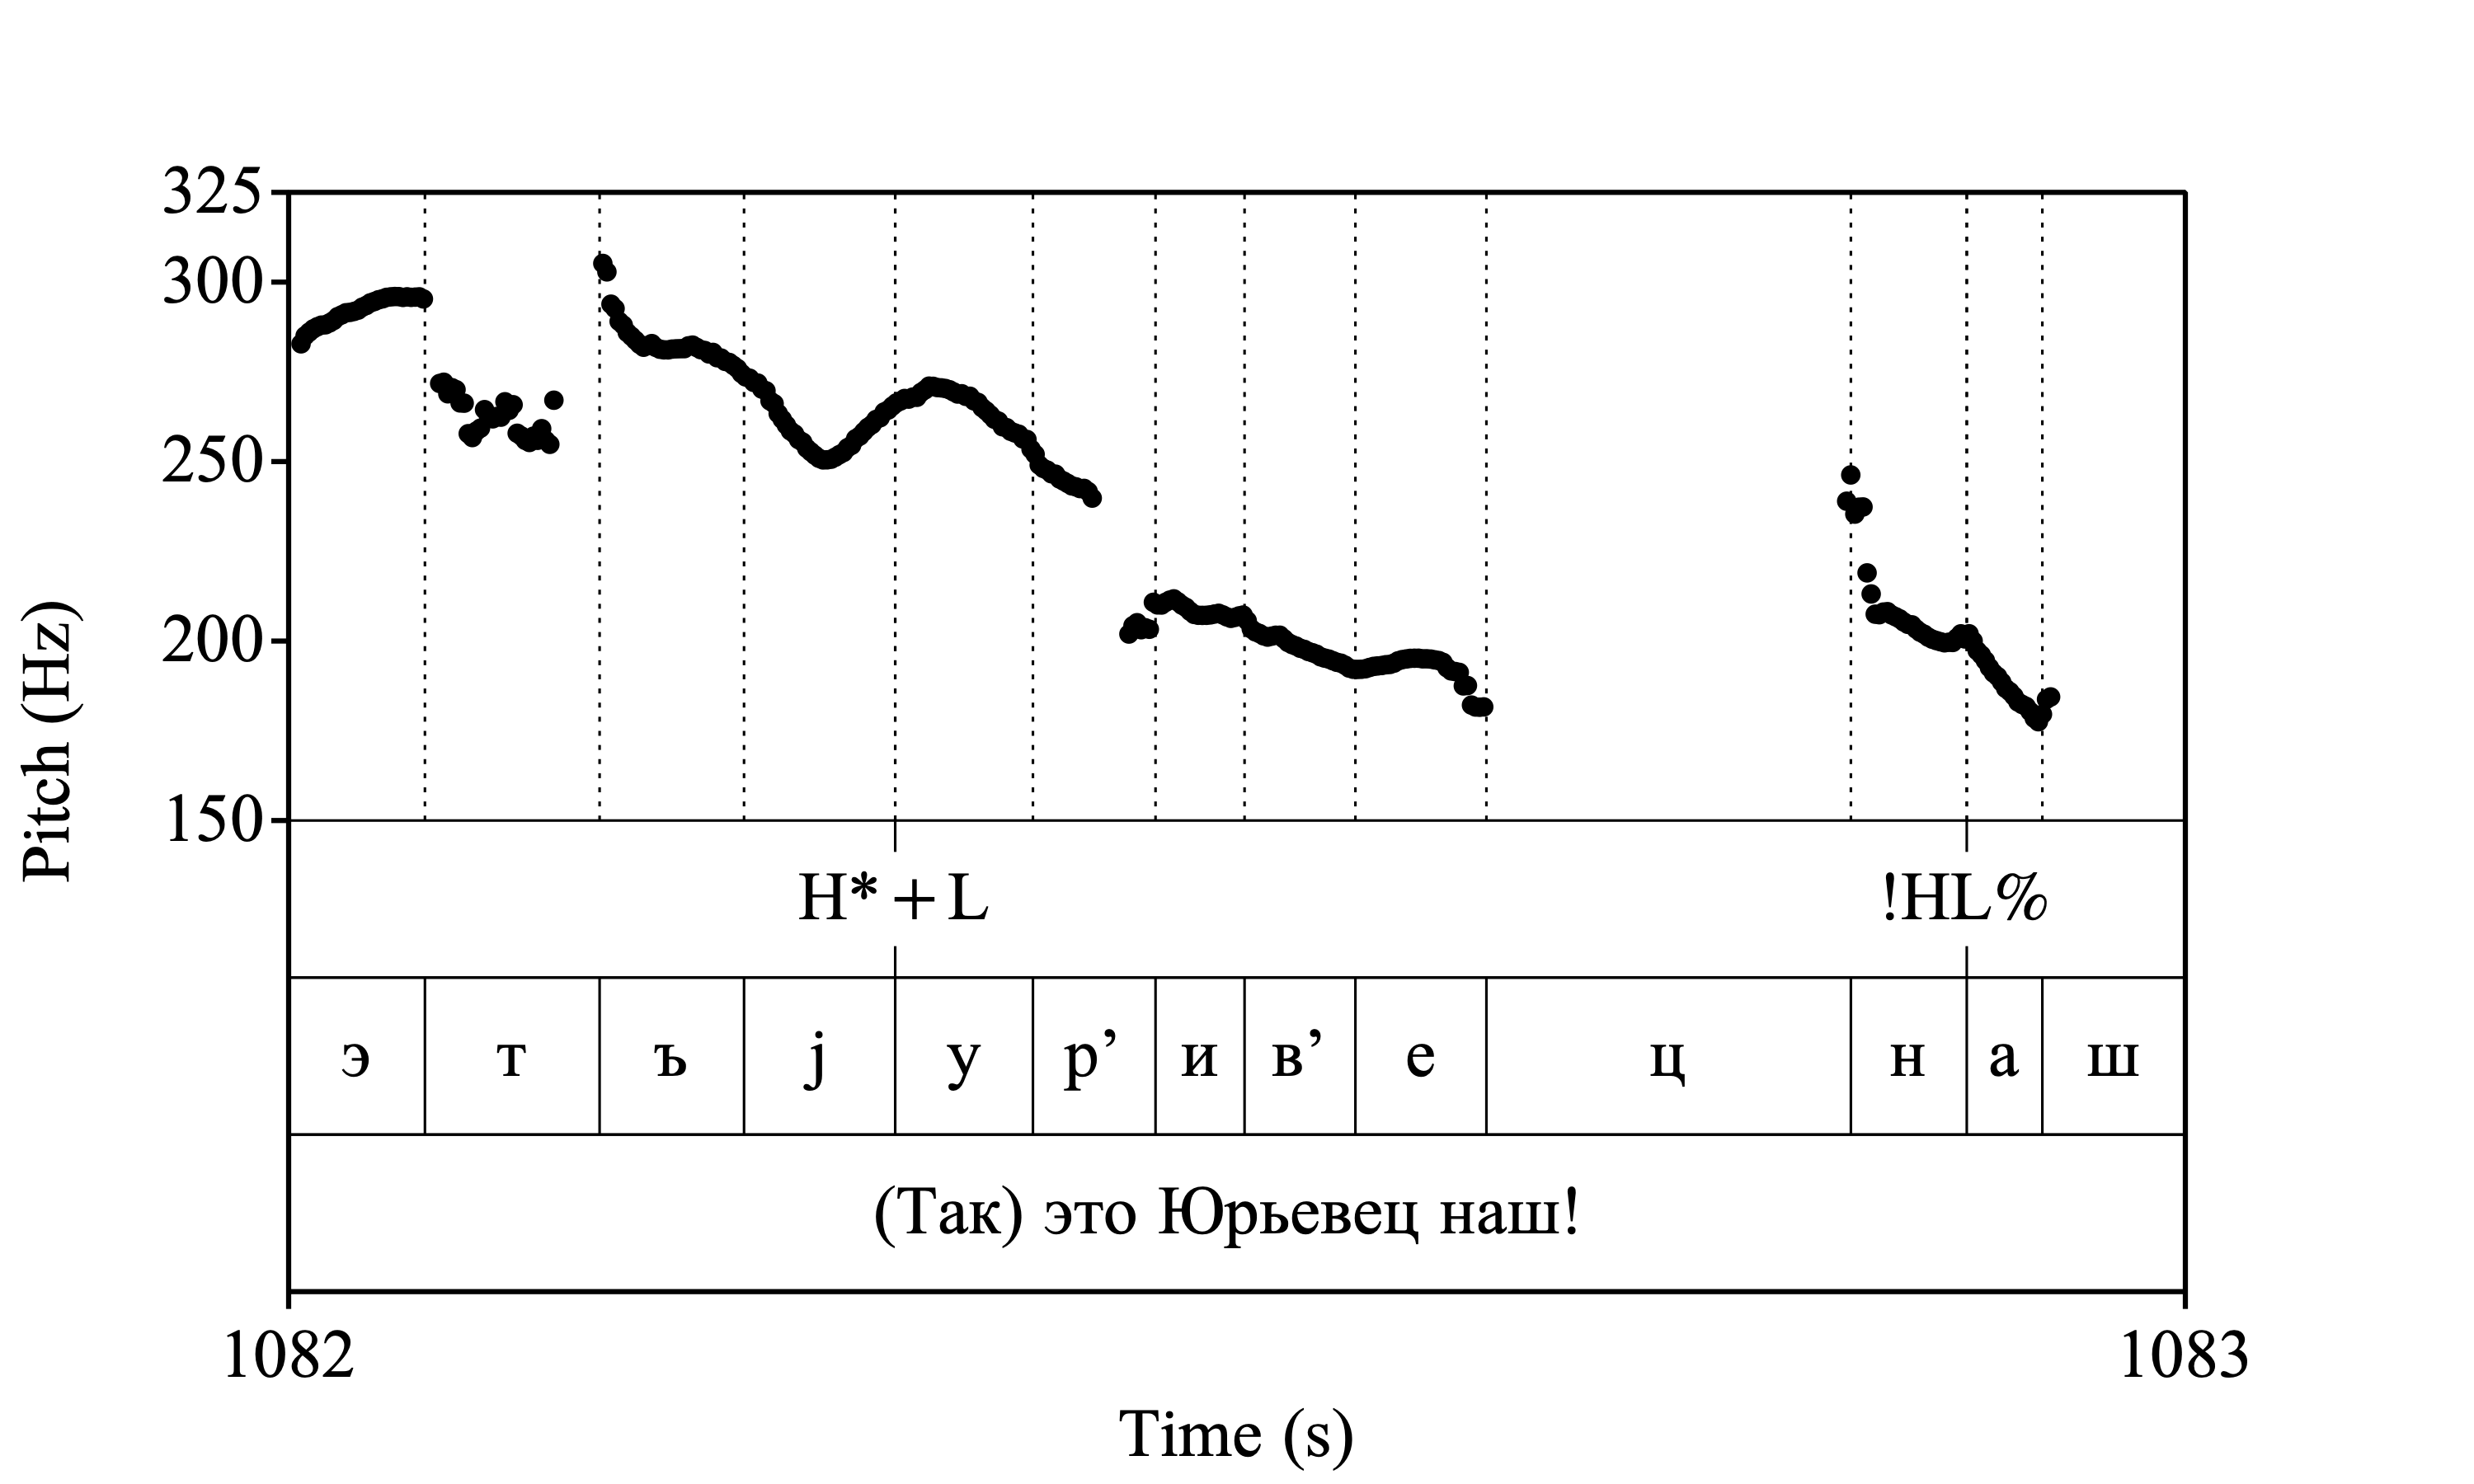 325
300
250
200
150
Pitch (Hz)
H*+L !HL%
э т ъ j у р’ и в’ е ц н а ш
(Так) это Юрьевец наш!
1082 1083
Time (s)